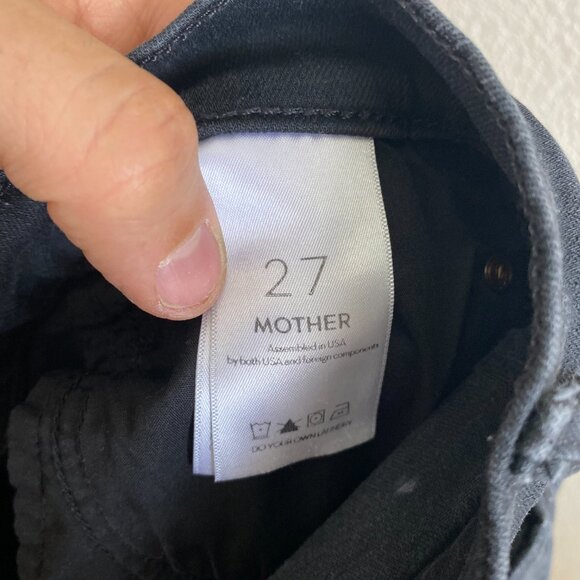 27
MOTHER
Assembled in USA
by both USA and foreign components
DO YOUR OWN LAUNDRY